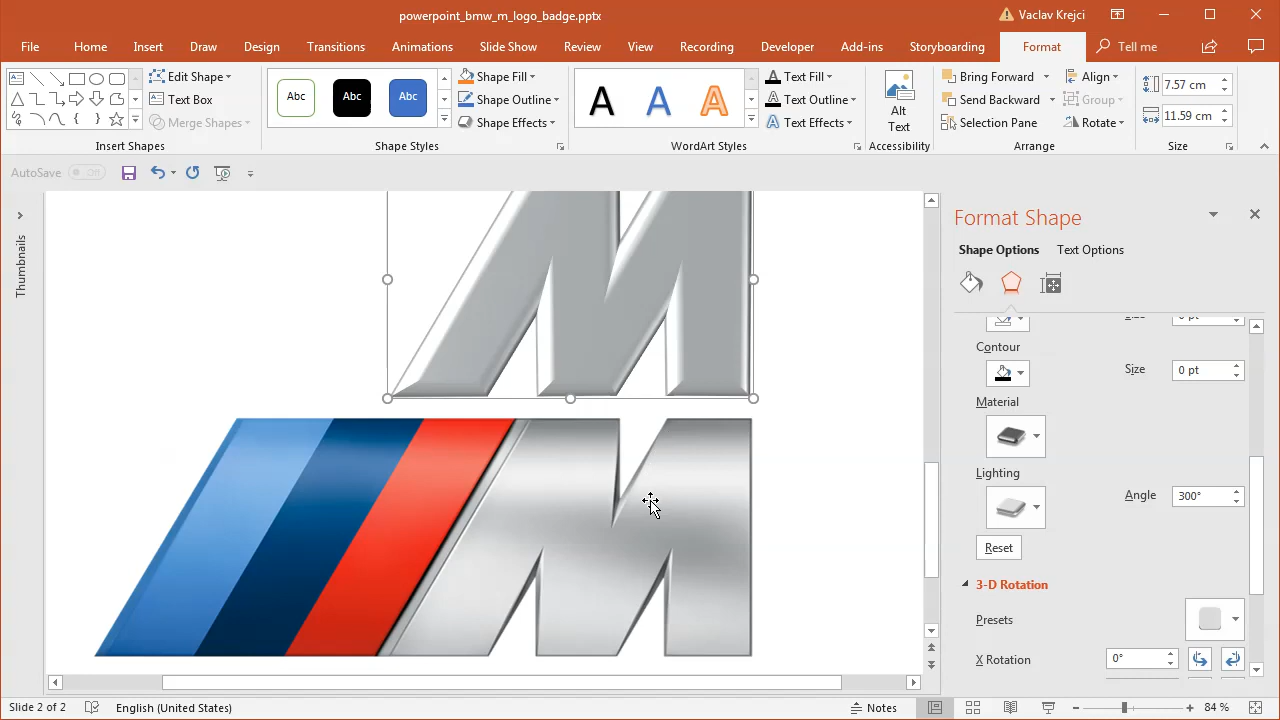 powerpoint_bmw_m_logo_badge.pptx
Vaclav Krejci
File Home Insert Draw Design Transitions Animations Slide Show Review View Recording Developer Add-ins Storyboarding Format Tell me
Edit Shape
Text Box
Merge Shapes
Insert Shapes
Abc Abc Abc
Shape Fill
Shape Outline
Shape Effects
Shape Styles
A A A
Text Fill
Text Outline
Text Effects
WordArt Styles
Alt
Text
Accessibility
Bring Forward
Send Backward
Selection Pane
Align
Group
Rotate
Arrange
7.57 cm
11.59 cm
Size
AutoSave Off
Thumbnails
M
M
Format Shape
Shape Options Text Options
Size 0 pt
Contour
Size 0 pt
Material
Lighting
Angle 300°
Reset
3-D Rotation
Presets
X Rotation 0°
Slide 2 of 2 English (United States) Notes 84 %